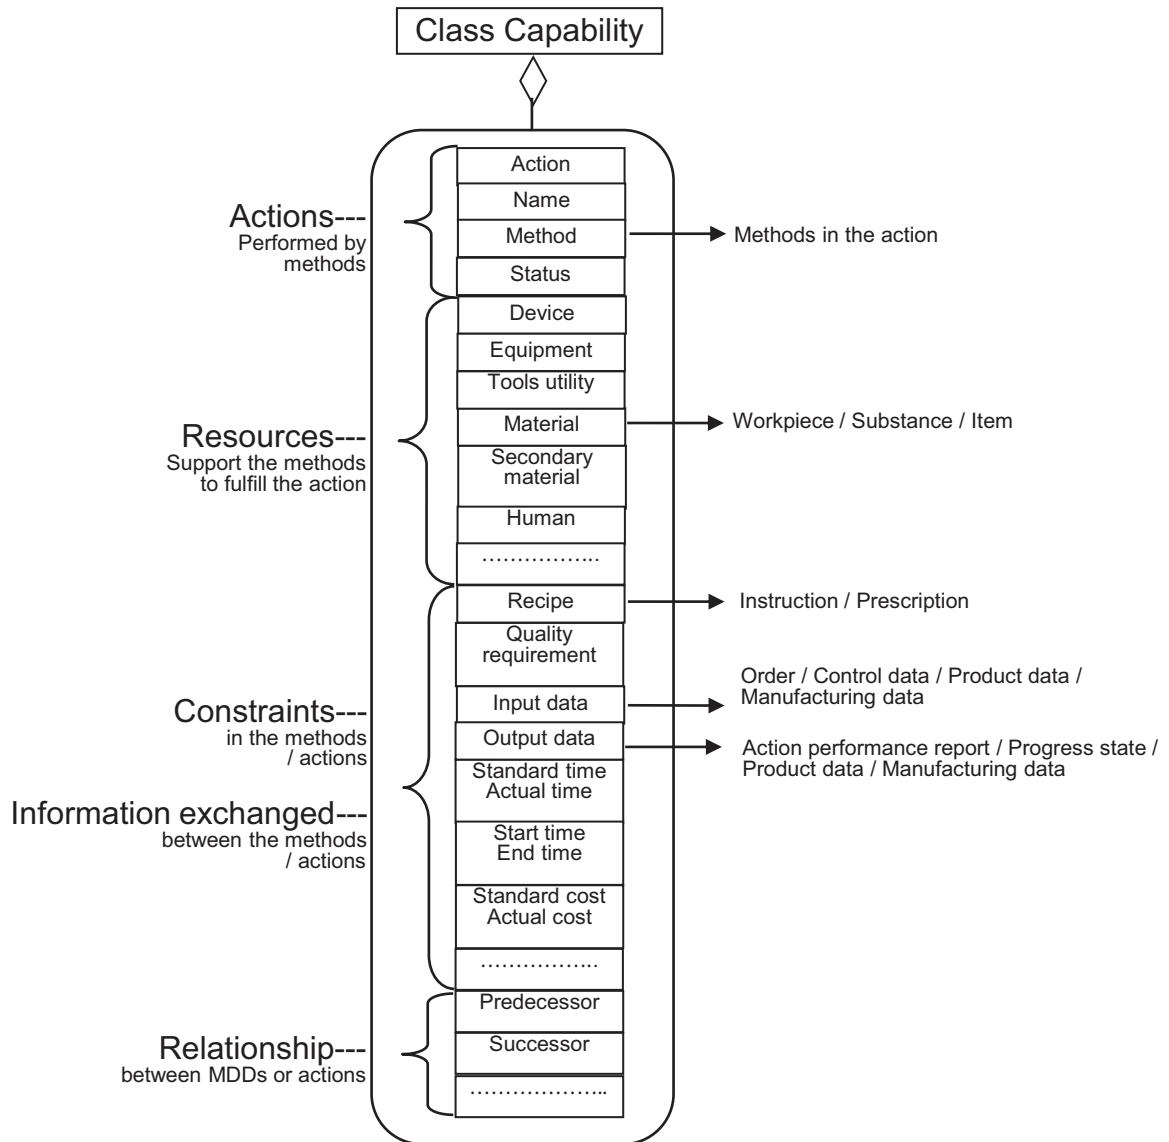 Class Capability
Action
Name
Actions---
Performed by
methods
Method
Methods in the action
Status
Device
Equipment
Tools utility
Material
Workpiece / Substance / Item
Resources---
Support the methods
to fulfill the action
Secondary
material
Human
……………..
Recipe
Instruction / Prescription
Quality
requirement
Input data
Order / Control data / Product data /
Manufacturing data
Constraints---
in the methods
/ actions
Output data
Action performance report / Progress state /
Product data / Manufacturing data
Standard time
Actual time
Information exchanged---
between the methods
/ actions
Start time
End time
Standard cost
Actual cost
……………..
Predecessor
Relationship---
between MDDs or actions
Successor
………………..